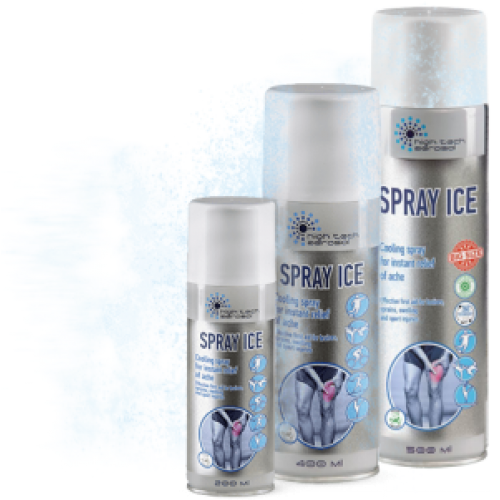 high tech
aerosol
SPRAY ICE
Cooling spray
for instant relief
of ache
200 ml
high tech
aerosol
SPRAY ICE
Cooling spray
for instant relief
of ache
400 ml
high tech
aerosol
SPRAY ICE
Cooling spray
for instant relief
of ache
BIG SIZE
500 ml